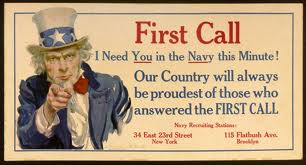 First Call
I Need You in the Navy this Minute!
Our Country will always
be proudest of those who
answered the FIRST CALL
Navy Recruiting Stations:
34 East 23rd Street 115 Flatbush Ave.
New York Brooklyn